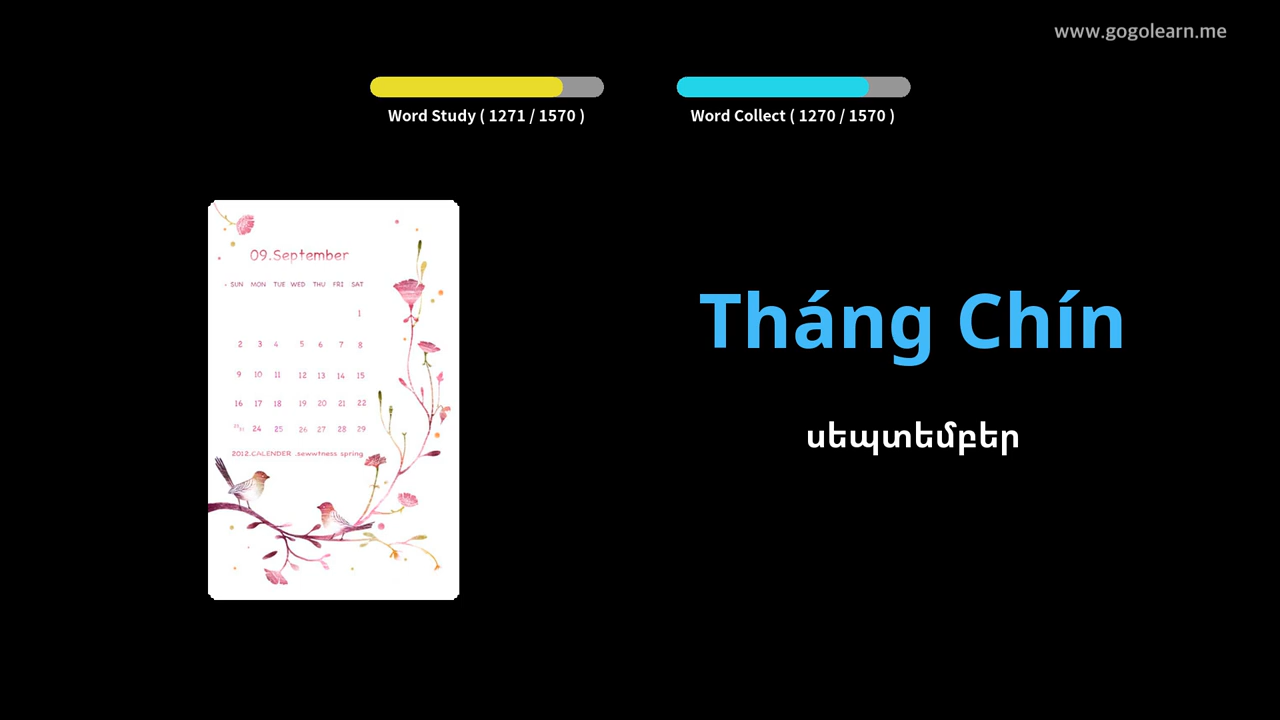 www.gogolearn.me
Word Study ( 1271 / 1570 )
Word Collect ( 1270 / 1570 )
09.September
SUN MON TUE WED THU FRI SAT
1
2 3 4 5 6 7 8
9 10 11 12 13 14 15
16 17 18 19 20 21 22
24 25 26 27 28 29
2012.CALENDER .sewwtness spring
Tháng Chín
սեպտեմբեր